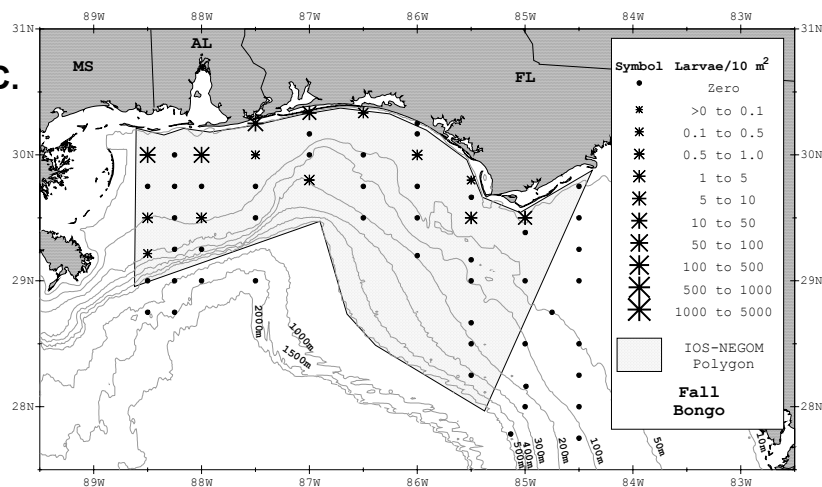 89W 88W 87W 86W 85W 84W 83W
31N 31N
C.
MS AL FL
Symbol Larvae/10 m²
Zero
>0 to 0.1
0.1 to 0.5
0.5 to 1.0
1 to 5
5 to 10
10 to 50
50 to 100
100 to 500
500 to 1000
1000 to 5000
IOS-NEGOM
Polygon
Fall
Bongo
30N 30N
29N 29N
28N 28N
2000m
1000m
1500m
500m
400m
300m
200m
100m
50m
10m
89W 88W 87W 86W 85W 84W 83W